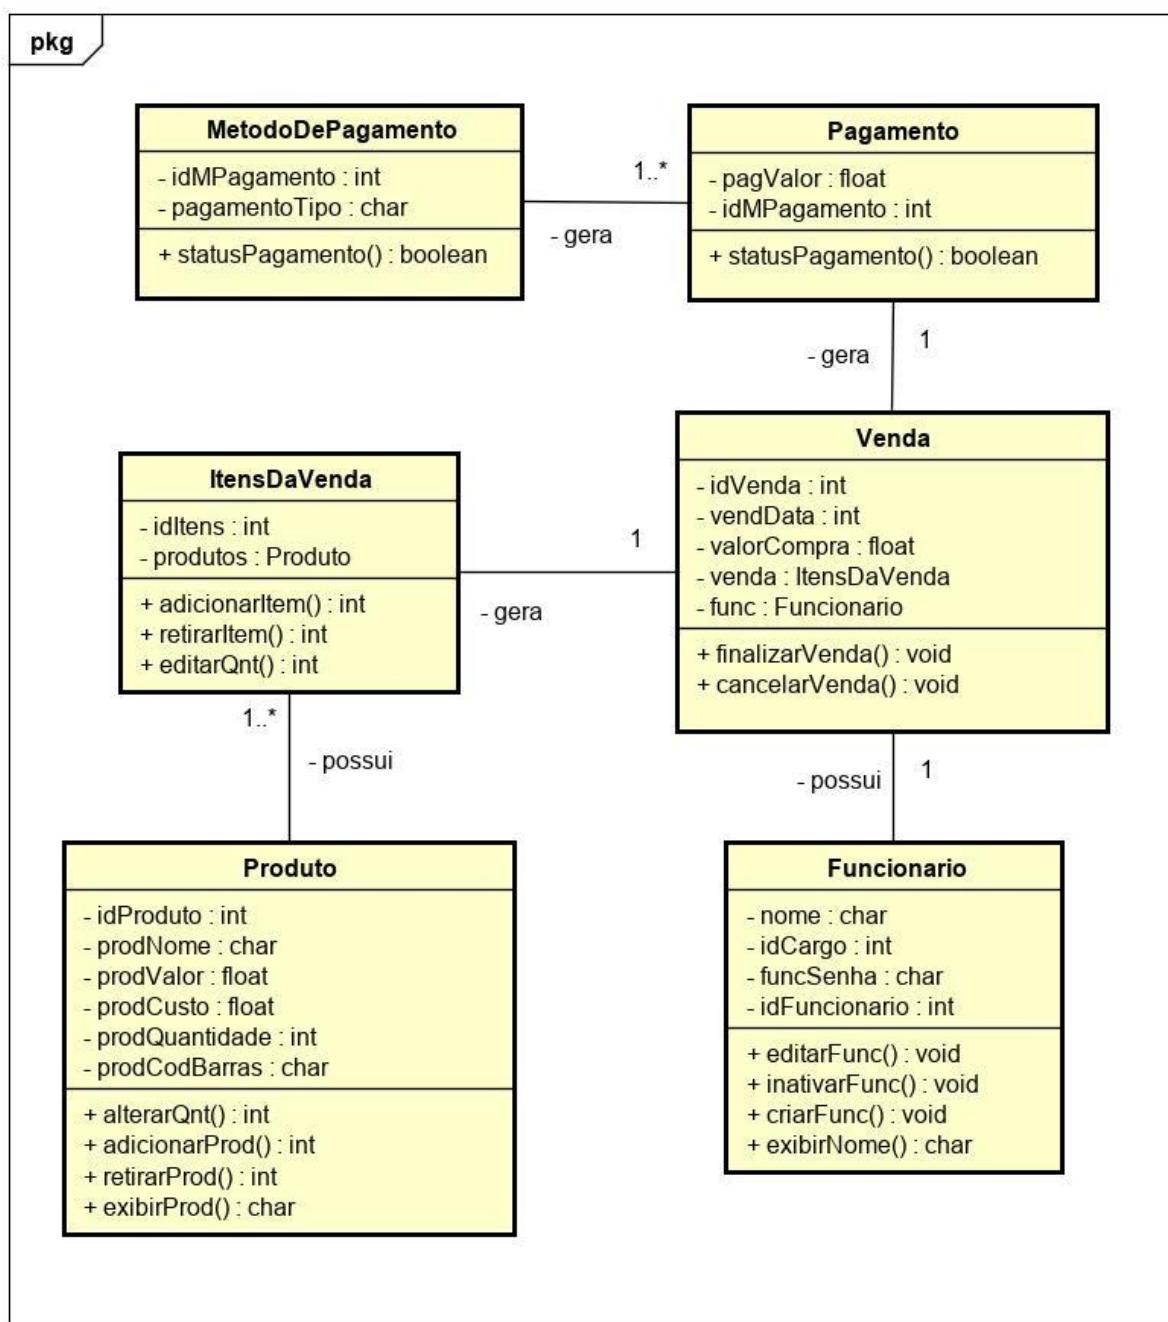 pkg
MetodoDePagamento
- idMPagamento : int
- pagamentoTipo : char
+ statusPagamento() : boolean
1..*
- gera
Pagamento
- pagValor : float
- idMPagamento : int
+ statusPagamento() : boolean
- gera
1
Venda
- idVenda : int
- vendData : int
- valorCompra : float
- venda : ItensDaVenda
- func : Funcionario
+ finalizarVenda() : void
+ cancelarVenda() : void
ItensDaVenda
- idItens : int
- produtos : Produto
+ adicionarItem() : int
+ retirarItem() : int
+ editarQnt() : int
1
- gera
1..*
- possui
- possui
1
Produto
- idProduto : int
- prodNome : char
- prodValor : float
- prodCusto : float
- prodQuantidade : int
- prodCodBarras : char
+ alterarQnt() : int
+ adicionarProd() : int
+ retirarProd() : int
+ exibirProd() : char
Funcionario
- nome : char
- idCargo : int
- funcSenha : char
- idFuncionario : int
+ editarFunc() : void
+ inativarFunc() : void
+ criarFunc() : void
+ exibirNome() : char